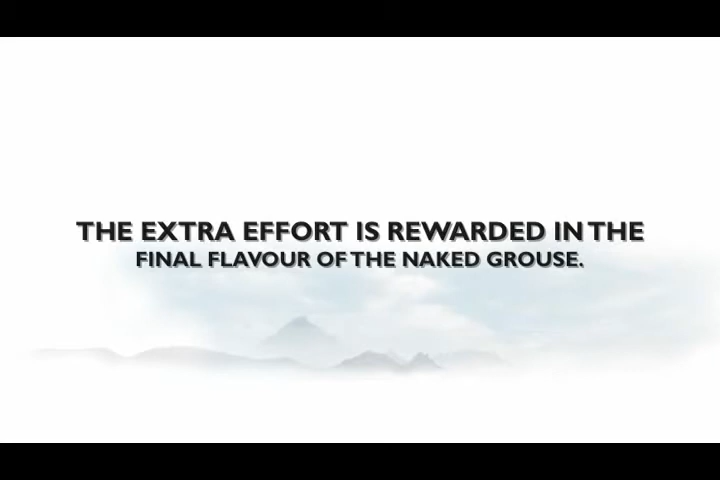 THE EXTRA EFFORT IS REWARDED IN THE
FINAL FLAVOUR OF THE NAKED GROUSE.